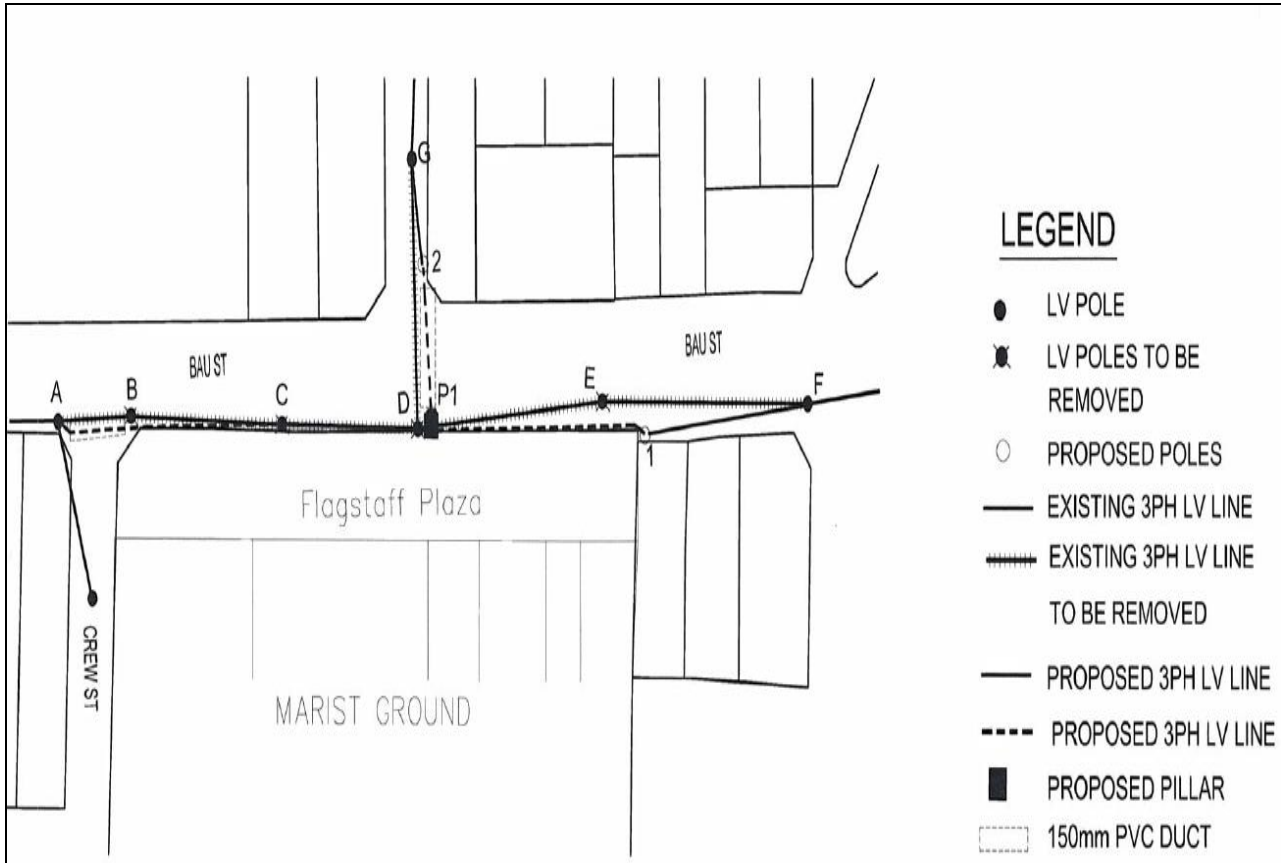 G
2
BAU ST
BAU ST
A
B
C
D
P1
E
F
1
Flagstaff Plaza
CREW ST
MARIST GROUND
LEGEND
LV POLE
LV POLES TO BE
REMOVED
PROPOSED POLES
EXISTING 3PH LV LINE
EXISTING 3PH LV LINE
TO BE REMOVED
PROPOSED 3PH LV LINE
PROPOSED 3PH LV LINE
PROPOSED PILLAR
150mm PVC DUCT